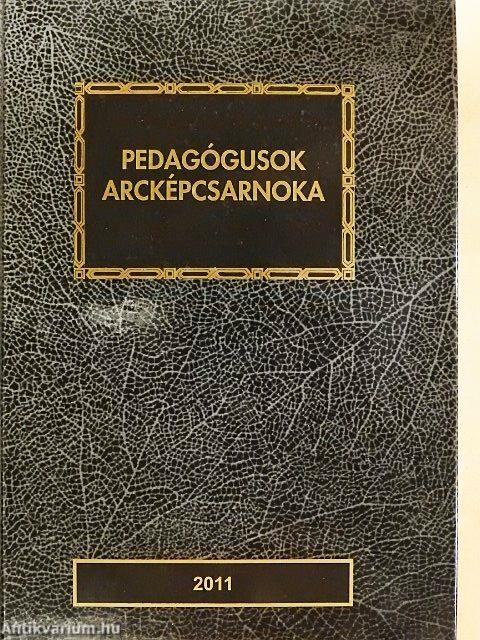 PEDAGÓGUSOK
ARCKÉPCSARNOKA
2011
Antikvarium.hu